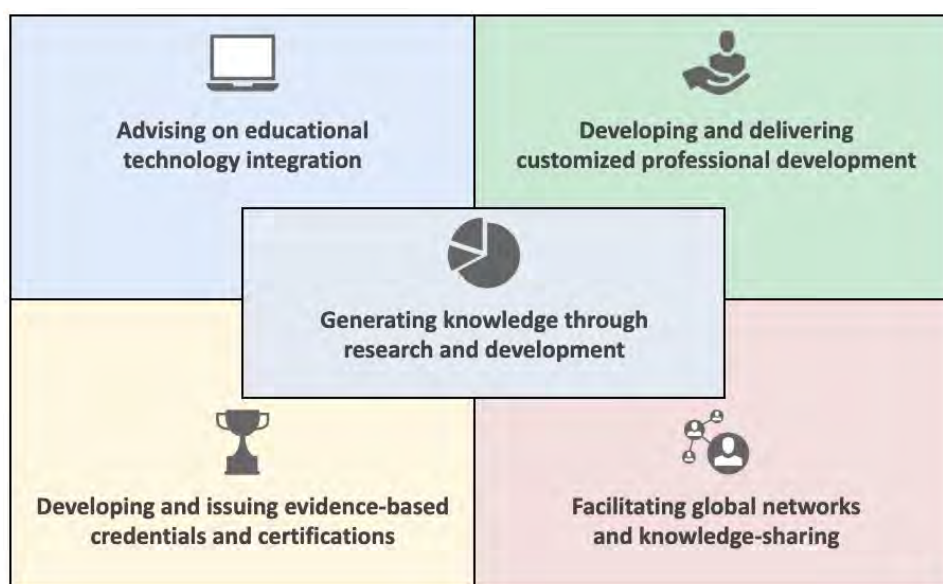 Advising on educational
technology integration
Developing and delivering
customized professional development
Generating knowledge through
research and development
Developing and issuing evidence-based
credentials and certifications
Facilitating global networks
and knowledge-sharing